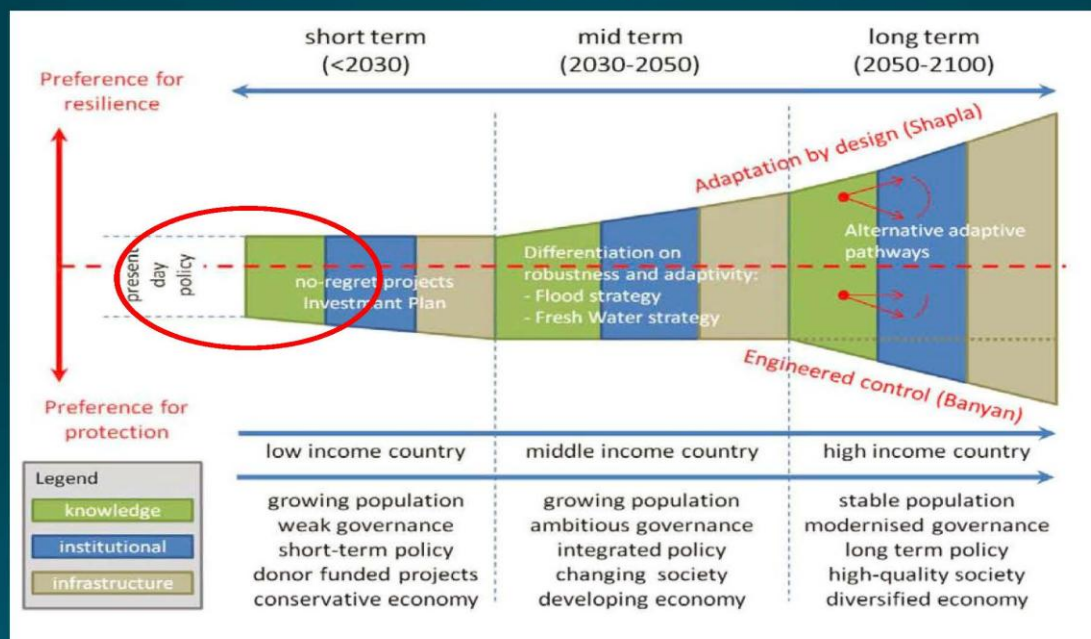 short term
(<2030)
mid term
(2030-2050)
long term
(2050-2100)
Preference for
resilience
Adaptation by design (Shapla)
present
day
policy
no-regret projects
Investmant Plan
Differentiation on
robustness and adaptivity:
- Flood strategy
- Fresh Water strategy
Alternative adaptive
pathways
Engineered control (Banyan)
Preference for
protection
low income country
middle income country
high income country
Legend
knowledge
institutional
infrastructure
growing population
weak governance
short-term policy
donor funded projects
conservative economy
growing population
ambitious governance
integrated policy
changing society
developing economy
stable population
modernised governance
long term policy
high-quality society
diversified economy